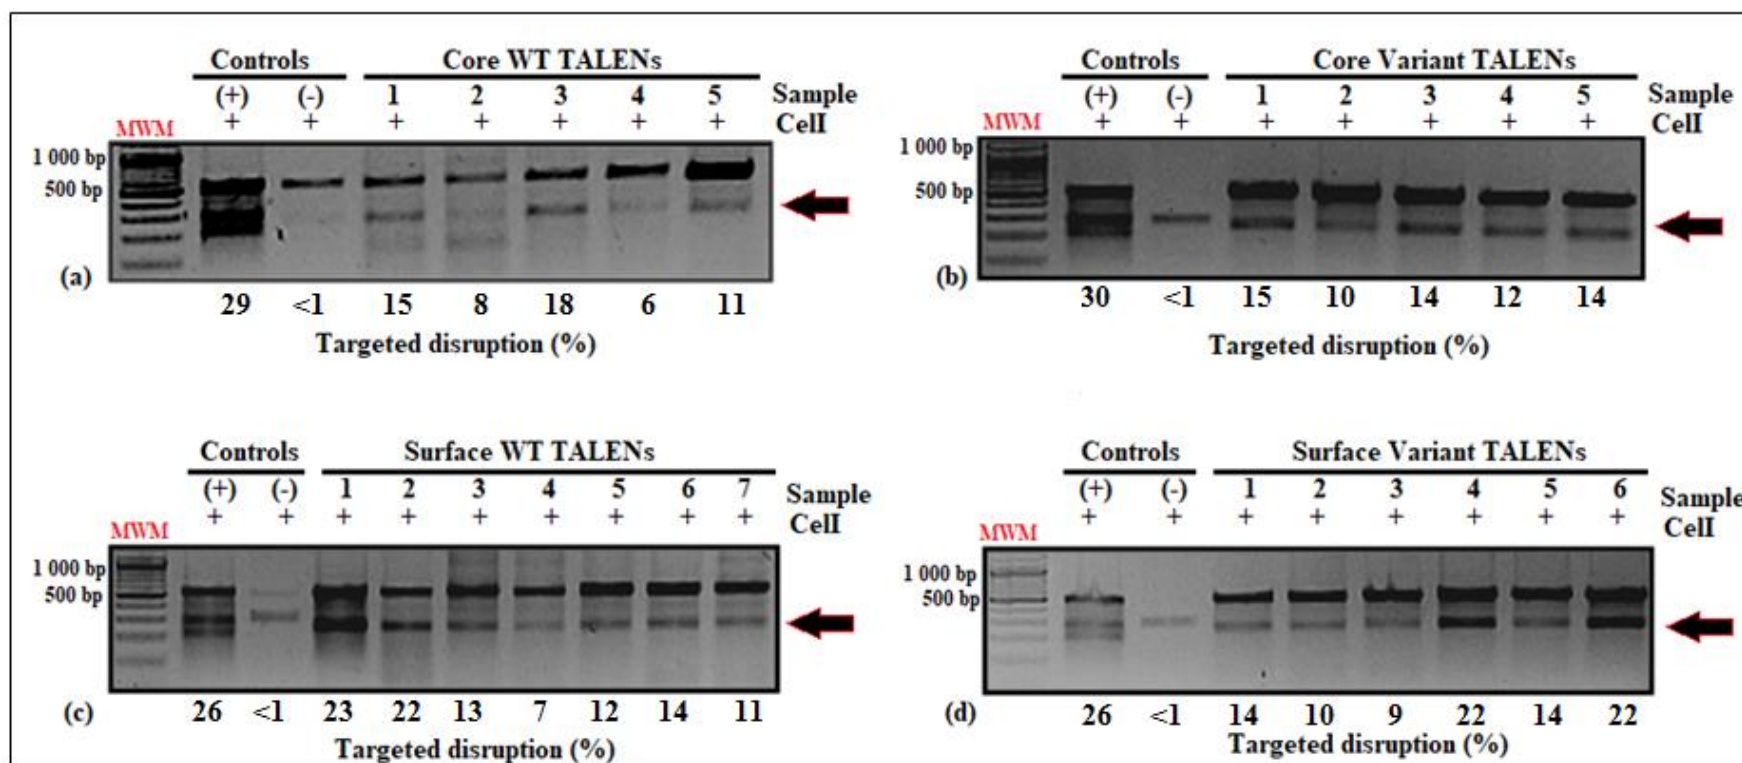 Controls Core WT TALENs
(+) (-) 1 2 3 4 5 Sample
+ + + + + + + CelI
MWM
1 000 bp
500 bp
(a)
29 <1 15 8 18 6 11
Targeted disruption (%)
Controls Core Variant TALENs
(+) (-) 1 2 3 4 5 Sample
+ + + + + + + CelI
MWM
1 000 bp
500 bp
(b)
30 <1 15 10 14 12 14
Targeted disruption (%)
Controls Surface WT TALENs
(+) (-) 1 2 3 4 5 6 7 Sample
+ + + + + + + + + CelI
MWM
1 000 bp
500 bp
(c) 26 <1 23 22 13 7 12 14 11
Targeted disruption (%)
Controls Surface Variant TALENs
(+) (-) 1 2 3 4 5 6 Sample
+ + + + + + + + CelI
MWM
1 000 bp
500 bp
(d) 26 <1 14 10 9 22 14 22
Targeted disruption (%)